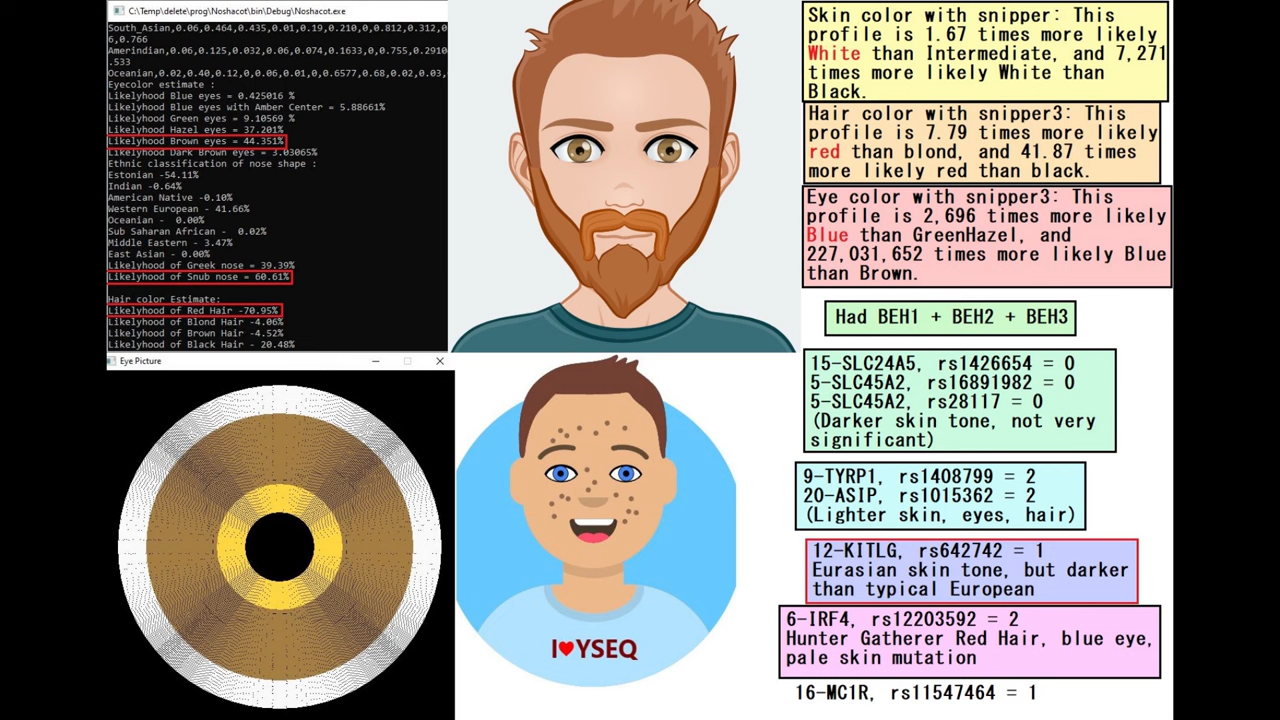 C:\Temp\delete\prog\Noshacot\bin\Debug\Noshacot.exe
South_Asian,0.06,0.464,0.435,0.01,0.19,0.210,0,0.812,0.312,0
6,0.766
Amerindian,0.06,0.125,0.032,0.06,0.074,0.1633,0,0.755,0.2910
.533
Oceanian,0.02,0.40,0.12,0,0.06,0.01,0,0.6577,0.68,0.02,0.03,
Eyecolor estimate :
Likelyhood Blue eyes = 0.425016 %
Likelyhood Blue eyes with Amber Center = 5.88661%
Likelyhood Green eyes = 9.10569 %
Likelyhood Hazel eyes = 37.201%
Likelyhood Brown eyes = 44.351%
Likelyhood Dark Brown eyes = 3.03065%
Ethnic classification of nose shape :
Estonian -54.11%
Indian -0.64%
American Native -0.10%
Western European - 41.66%
Oceanian -  0.00%
Sub Saharan African -  0.02%
Middle Eastern - 3.47%
East Asian - 0.00%
Likelyhood of Greek nose = 39.39%
Likelyhood of Snub nose = 60.61%
Hair color Estimate:
Likelyhood of Red Hair -70.95%
Likelyhood of Blond Hair -4.06%
Likelyhood of Brown Hair -4.52%
Likelyhood of Black Hair - 20.48%
Eye Picture
I♥YSEQ
Skin color with snipper: This
profile is 1.67 times more likely
White than Intermediate, and 7,271
times more likely White than
Black.
Hair color with snipper3: This
profile is 7.79 times more likely
red than blond, and 41.87 times
more likely red than black.
Eye color with snipper3: This
profile is 2,696 times more likely
Blue than GreenHazel, and
227,031,652 times more likely Blue
than Brown.
Had BEH1 + BEH2 + BEH3
15-SLC24A5, rs1426654 = 0
5-SLC45A2, rs16891982 = 0
5-SLC45A2, rs28117 = 0
(Darker skin tone, not very
significant)
9-TYRP1, rs1408799 = 2
20-ASIP, rs1015362 = 2
(Lighter skin, eyes, hair)
12-KITLG, rs642742 = 1
Eurasian skin tone, but darker
than typical European
6-IRF4, rs12203592 = 2
Hunter Gatherer Red Hair, blue eye,
pale skin mutation
16-MC1R, rs11547464 = 1